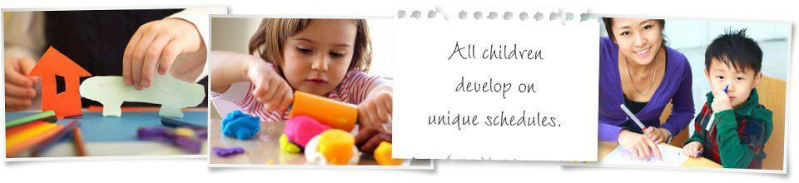 All children
develop on
unique schedules.